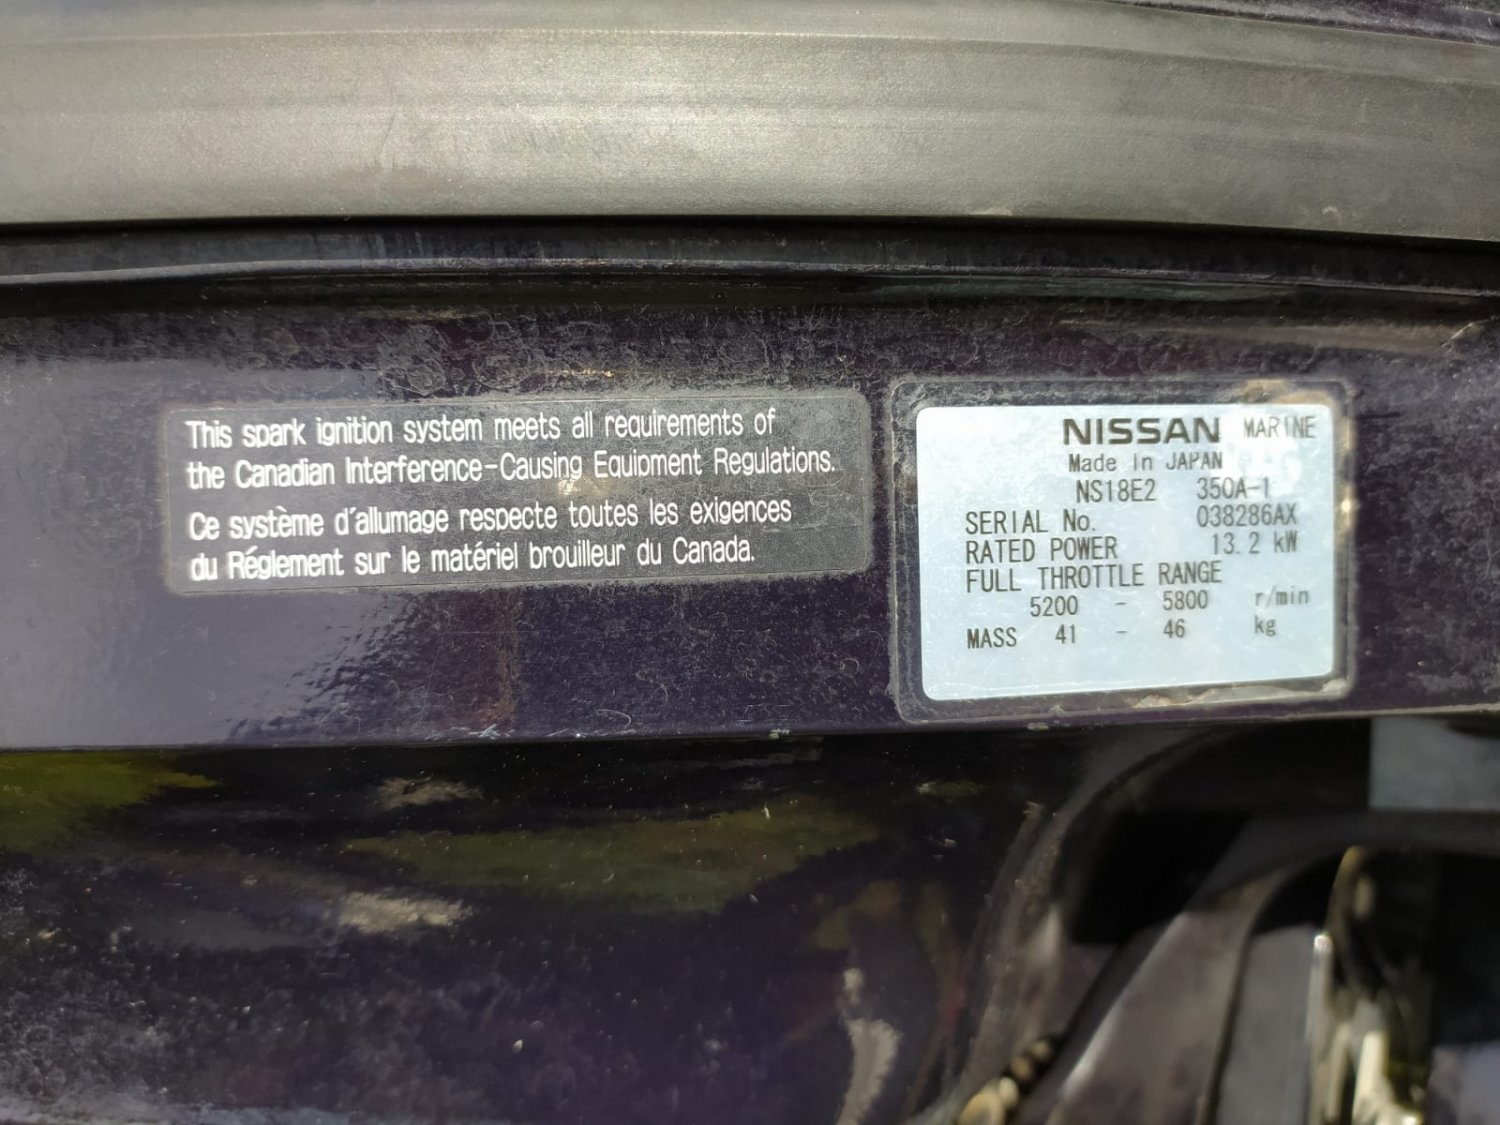 This spark ignition system meets all requirements of
the Canadian Interference-Causing Equipment Regulations.
Ce système d'allumage respecte toutes les exigences
du Réglement sur le matériel brouilleur du Canada.
NISSAN MARINE
Made In JAPAN
NS18E2 350A-1
SERIAL No. 038286AX
RATED POWER 13.2 kW
FULL THROTTLE RANGE
5200 - 5800 r/min
MASS 41 - 46 kg